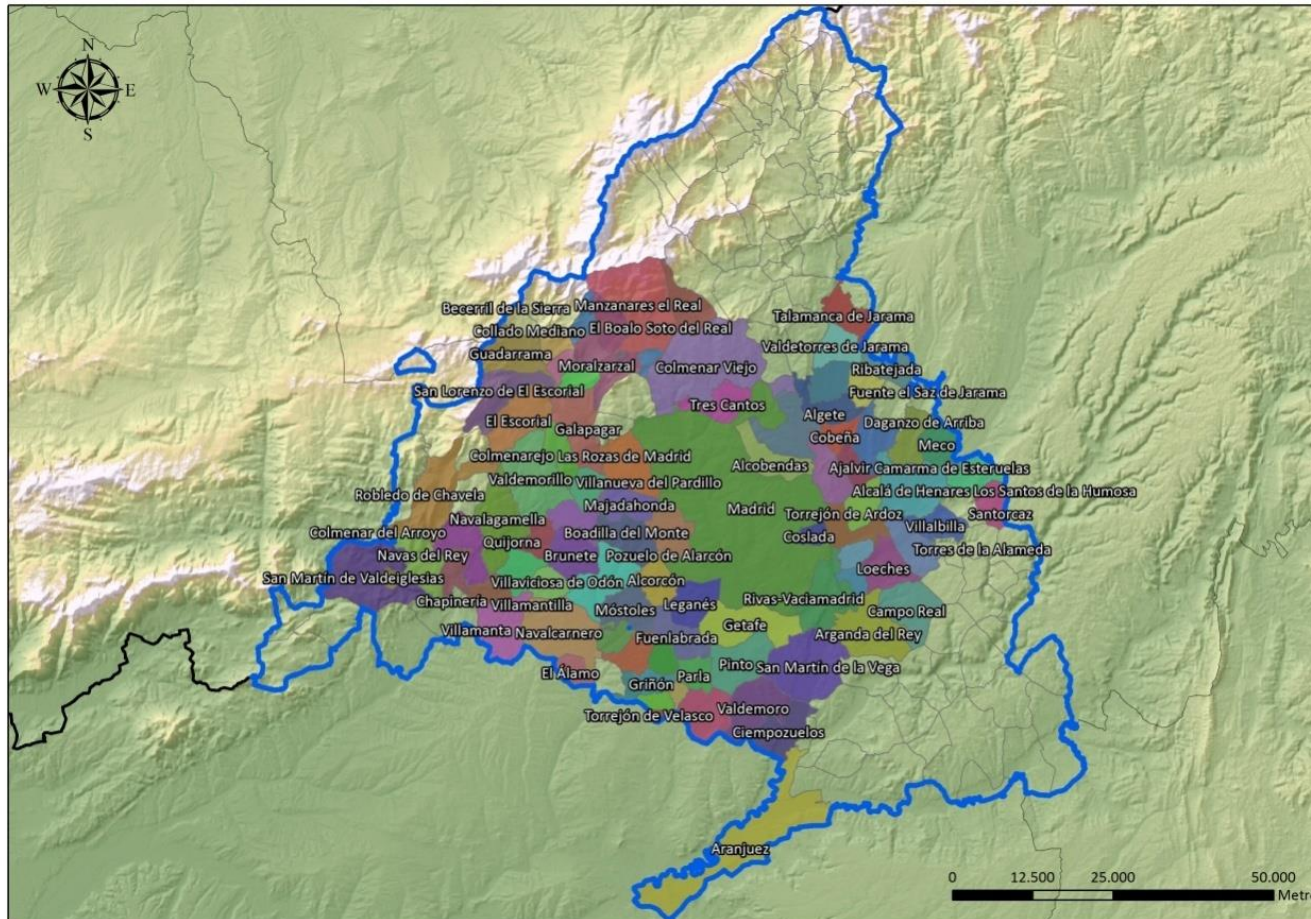 N
W E
S
Becerril de la Sierra
Manzanares el Real
Talamanca de Jarama
Collado Mediano
El Boalo
Soto del Real
Valdetorres de Jarama
Guadarrama
Moralzarzal
Colmenar Viejo
Ribatejada
San Lorenzo de El Escorial
Fuente el Saz de Jarama
Tres Cantos
Algete
El Escorial
Galapagar
Daganzo de Arriba
Cobeña
Meco
Colmenarejo
Las Rozas de Madrid
Alcobendas
Ajalvir
Camarma de Esteruelas
Valdemorillo
Villanueva del Pardillo
Robledo de Chavela
Alcalá de Henares
Los Santos de la Humosa
Majadahonda
Madrid
Torrejón de Ardoz
Santorcaz
Navalagamella
Villalbilla
Colmenar del Arroyo
Quijorna
Boadilla del Monte
Coslada
Navas del Rey
Brunete
Pozuelo de Alarcón
Torres de la Alameda
San Martín de Valdeiglesias
Villaviciosa de Odón
Alcorcón
Loeches
Chapinería
Villamantilla
Móstoles
Leganés
Rivas-Vaciamadrid
Campo Real
Villamanta
Navalcarnero
Fuenlabrada
Getafe
Arganda del Rey
El Álamo
Griñón
Parla
Pinto
San Martín de la Vega
Torrejón de Velasco
Valdemoro
Ciempozuelos
Aranjuez
0 12.500 25.000 50.000
Metro